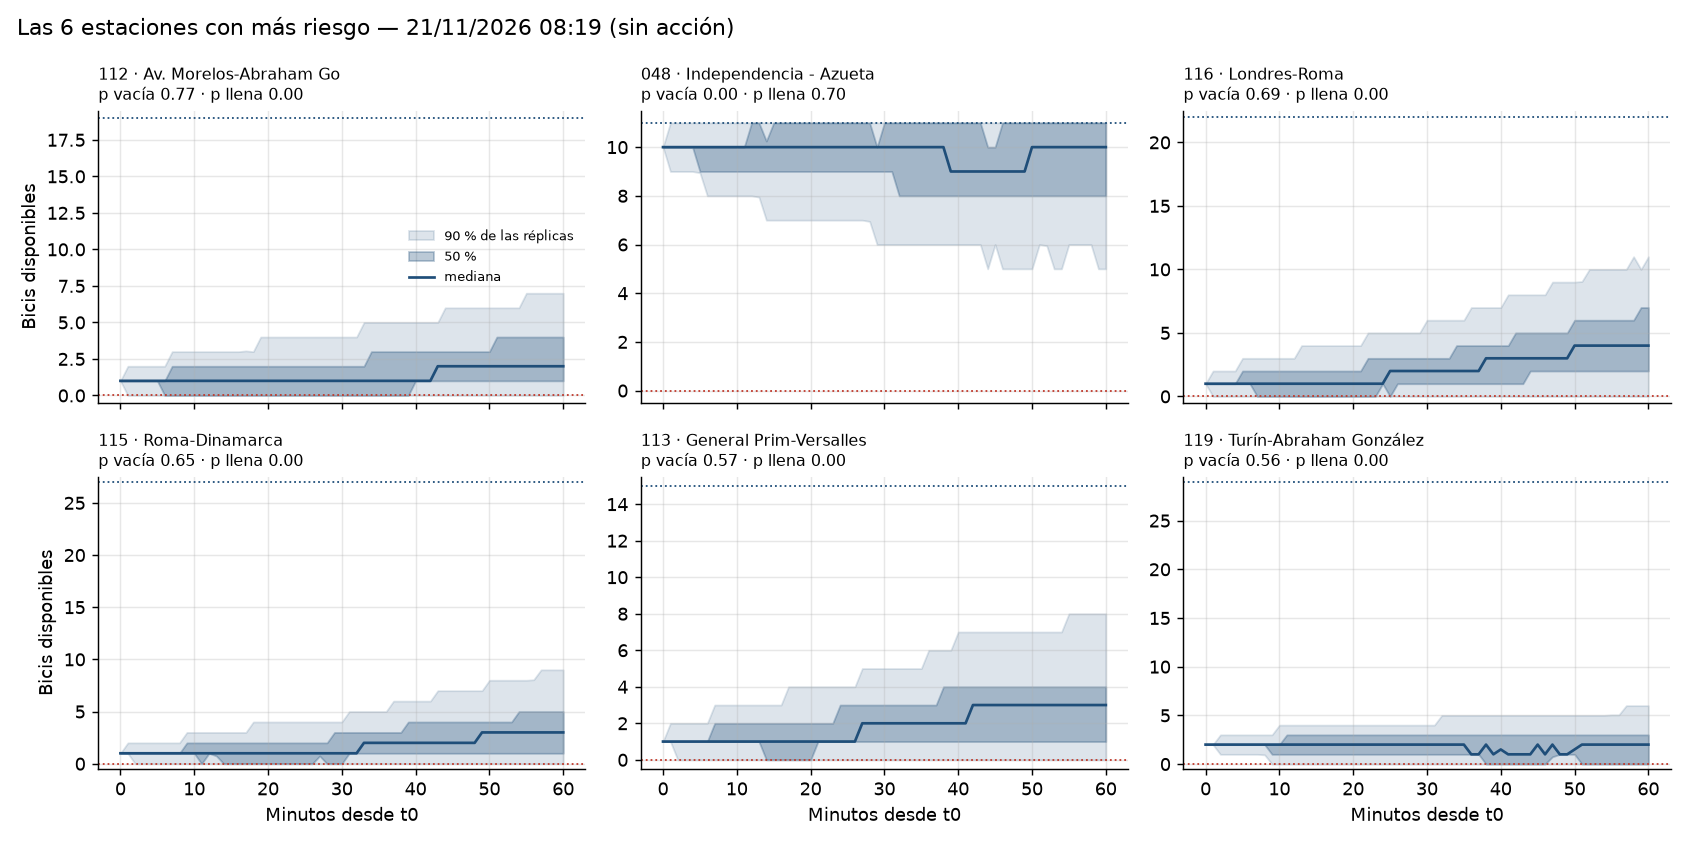 Las 6 estaciones con más riesgo — 21/11/2026 08:19 (sin acción)
112 · Av. Morelos-Abraham Go
p vacía 0.77 · p llena 0.00
048 · Independencia - Azueta
p vacía 0.00 · p llena 0.70
116 · Londres-Roma
p vacía 0.69 · p llena 0.00
Bicis disponibles
17.5
15.0
12.5
10.0
7.5
5.0
2.5
0.0
90 % de las réplicas
50 %
mediana
10
8
6
4
2
0
20
15
10
5
0
115 · Roma-Dinamarca
p vacía 0.65 · p llena 0.00
113 · General Prim-Versalles
p vacía 0.57 · p llena 0.00
119 · Turín-Abraham González
p vacía 0.56 · p llena 0.00
Bicis disponibles
25
20
15
10
5
0
0 10 20 30 40 50 60
Minutos desde t0
14
12
10
8
6
4
2
0
0 10 20 30 40 50 60
Minutos desde t0
25
20
15
10
5
0
0 10 20 30 40 50 60
Minutos desde t0